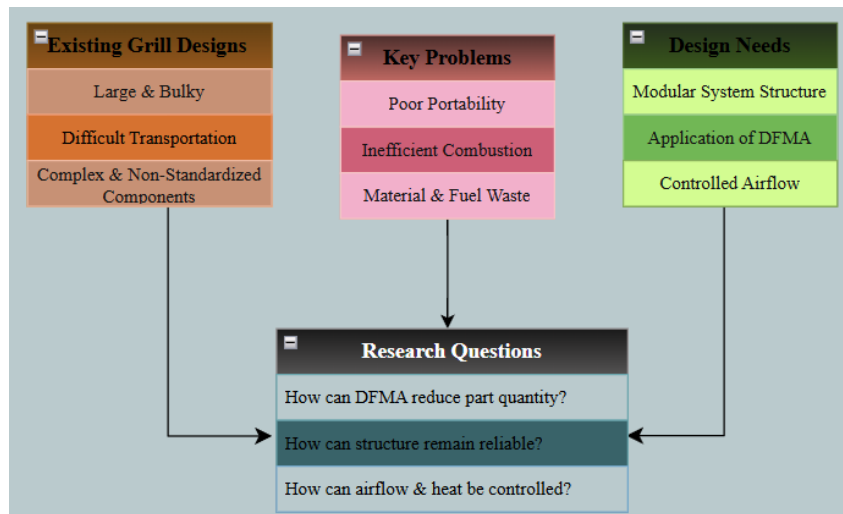 Existing Grill Designs
Large & Bulky
Difficult Transportation
Complex & Non-Standardized
Components
Key Problems
Poor Portability
Inefficient Combustion
Material & Fuel Waste
Design Needs
Modular System Structure
Application of DFMA
Controlled Airflow
Research Questions
How can DFMA reduce part quantity?
How can structure remain reliable?
How can airflow & heat be controlled?